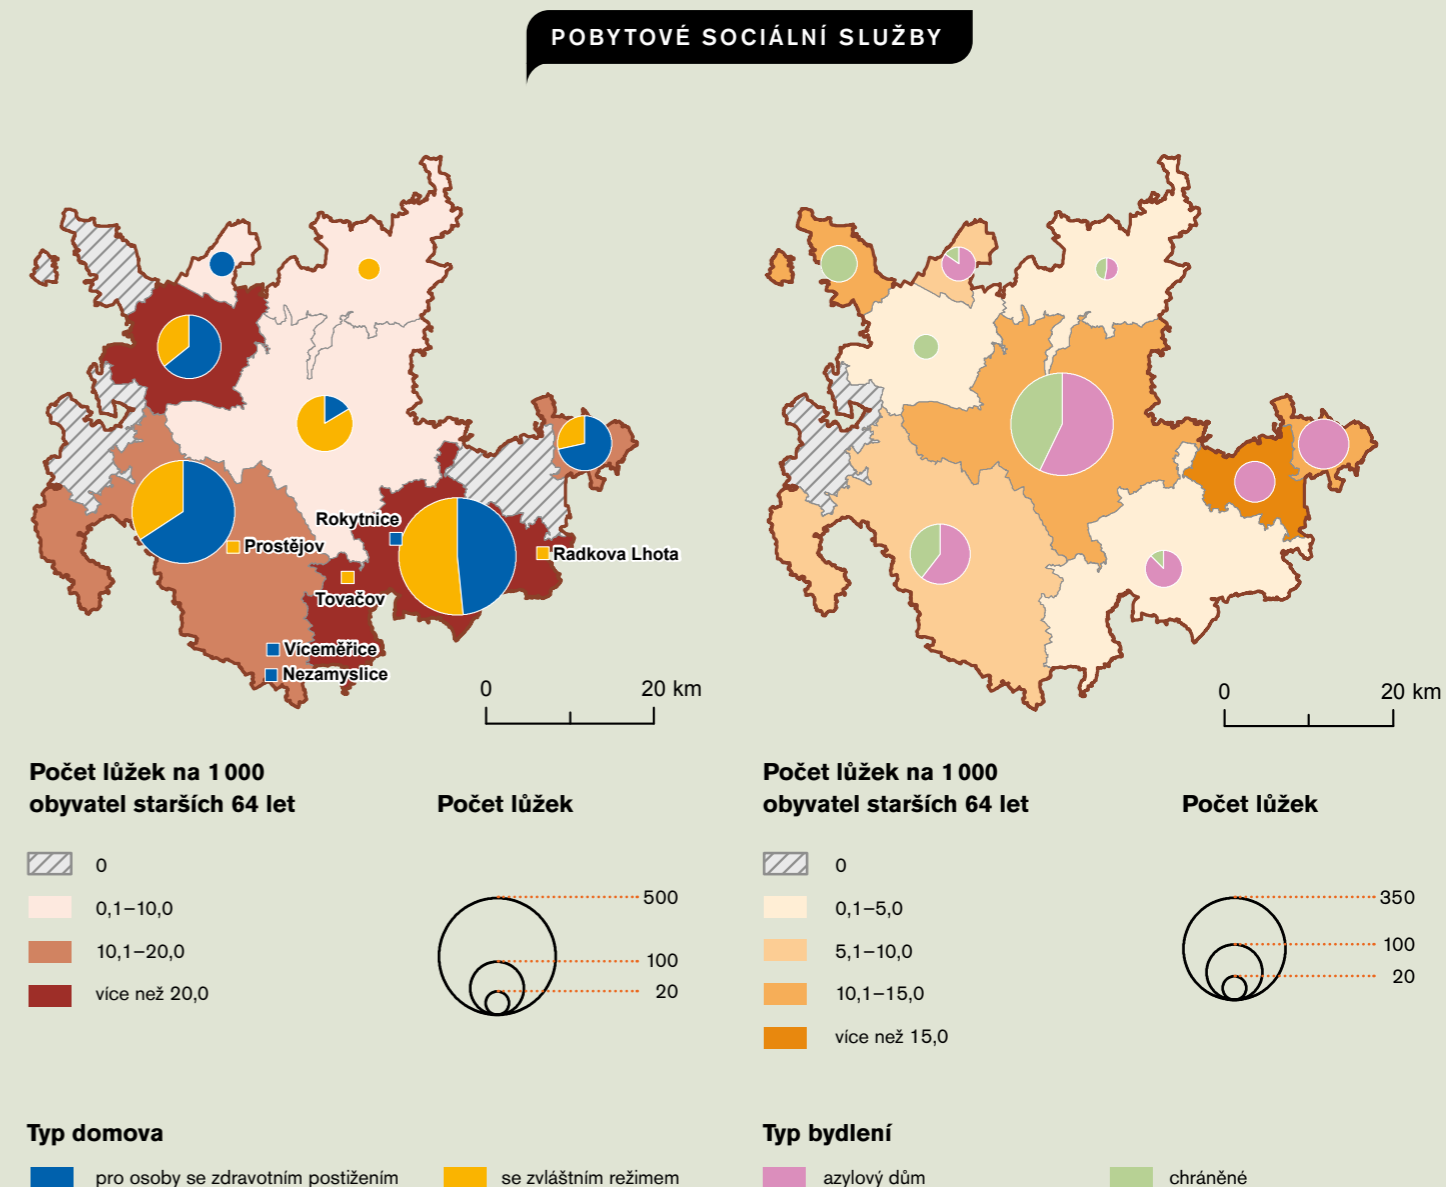 POBYTOVÉ SOCIÁLNÍ SLUŽBY
Rokytnice
Prostějov
Radkova Lhota
Tovačov
Víceměřice
Nezamyslice
0 20 km
0 20 km
Počet lůžek na 1 000
obyvatel starších 64 let
Počet lůžek
0
0,1–10,0
10,1–20,0
více než 20,0
500
100
20
Počet lůžek na 1 000
obyvatel starších 64 let
Počet lůžek
0
0,1–5,0
5,1–10,0
10,1–15,0
více než 15,0
350
100
20
Typ domova
pro osoby se zdravotním postižením
se zvláštním režimem
Typ bydlení
azylový dům
chráněné